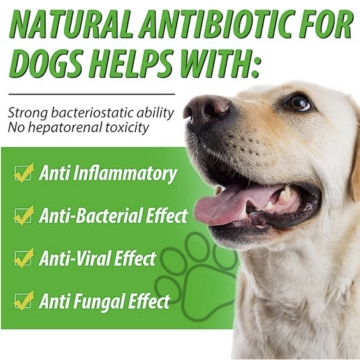 NATURAL ANTIBIOTIC FOR
DOGS HELPS WITH:
Strong bacteriostatic ability
No hepatorenal toxicity
Anti Inflammatory
Anti-Bacterial Effect
Anti-Viral Effect
Anti Fungal Effect